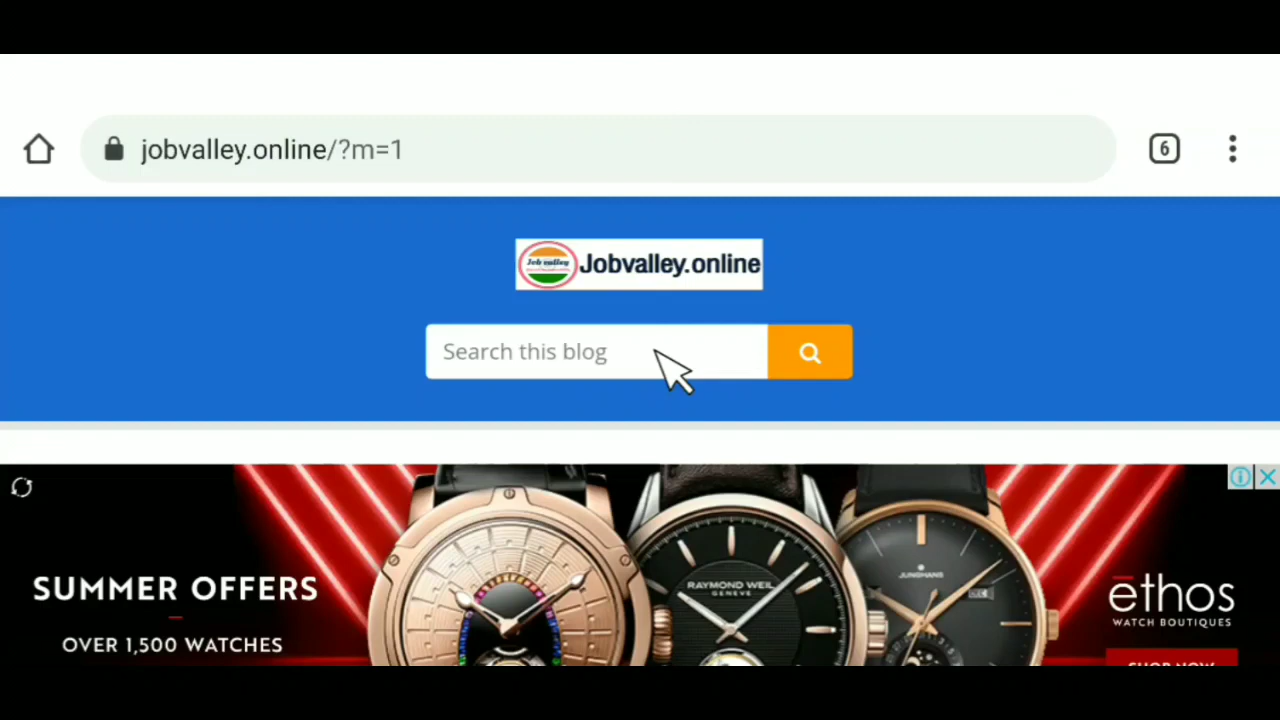 jobvalley.online/?m=1
6
Job valley
Jobvalley.online
Search this blog
SUMMER OFFERS
OVER 1,500 WATCHES
RAYMOND WEIL
GENEVE
JUNGHANS
ēthos
WATCH BOUTIQUES
SHOP NOW